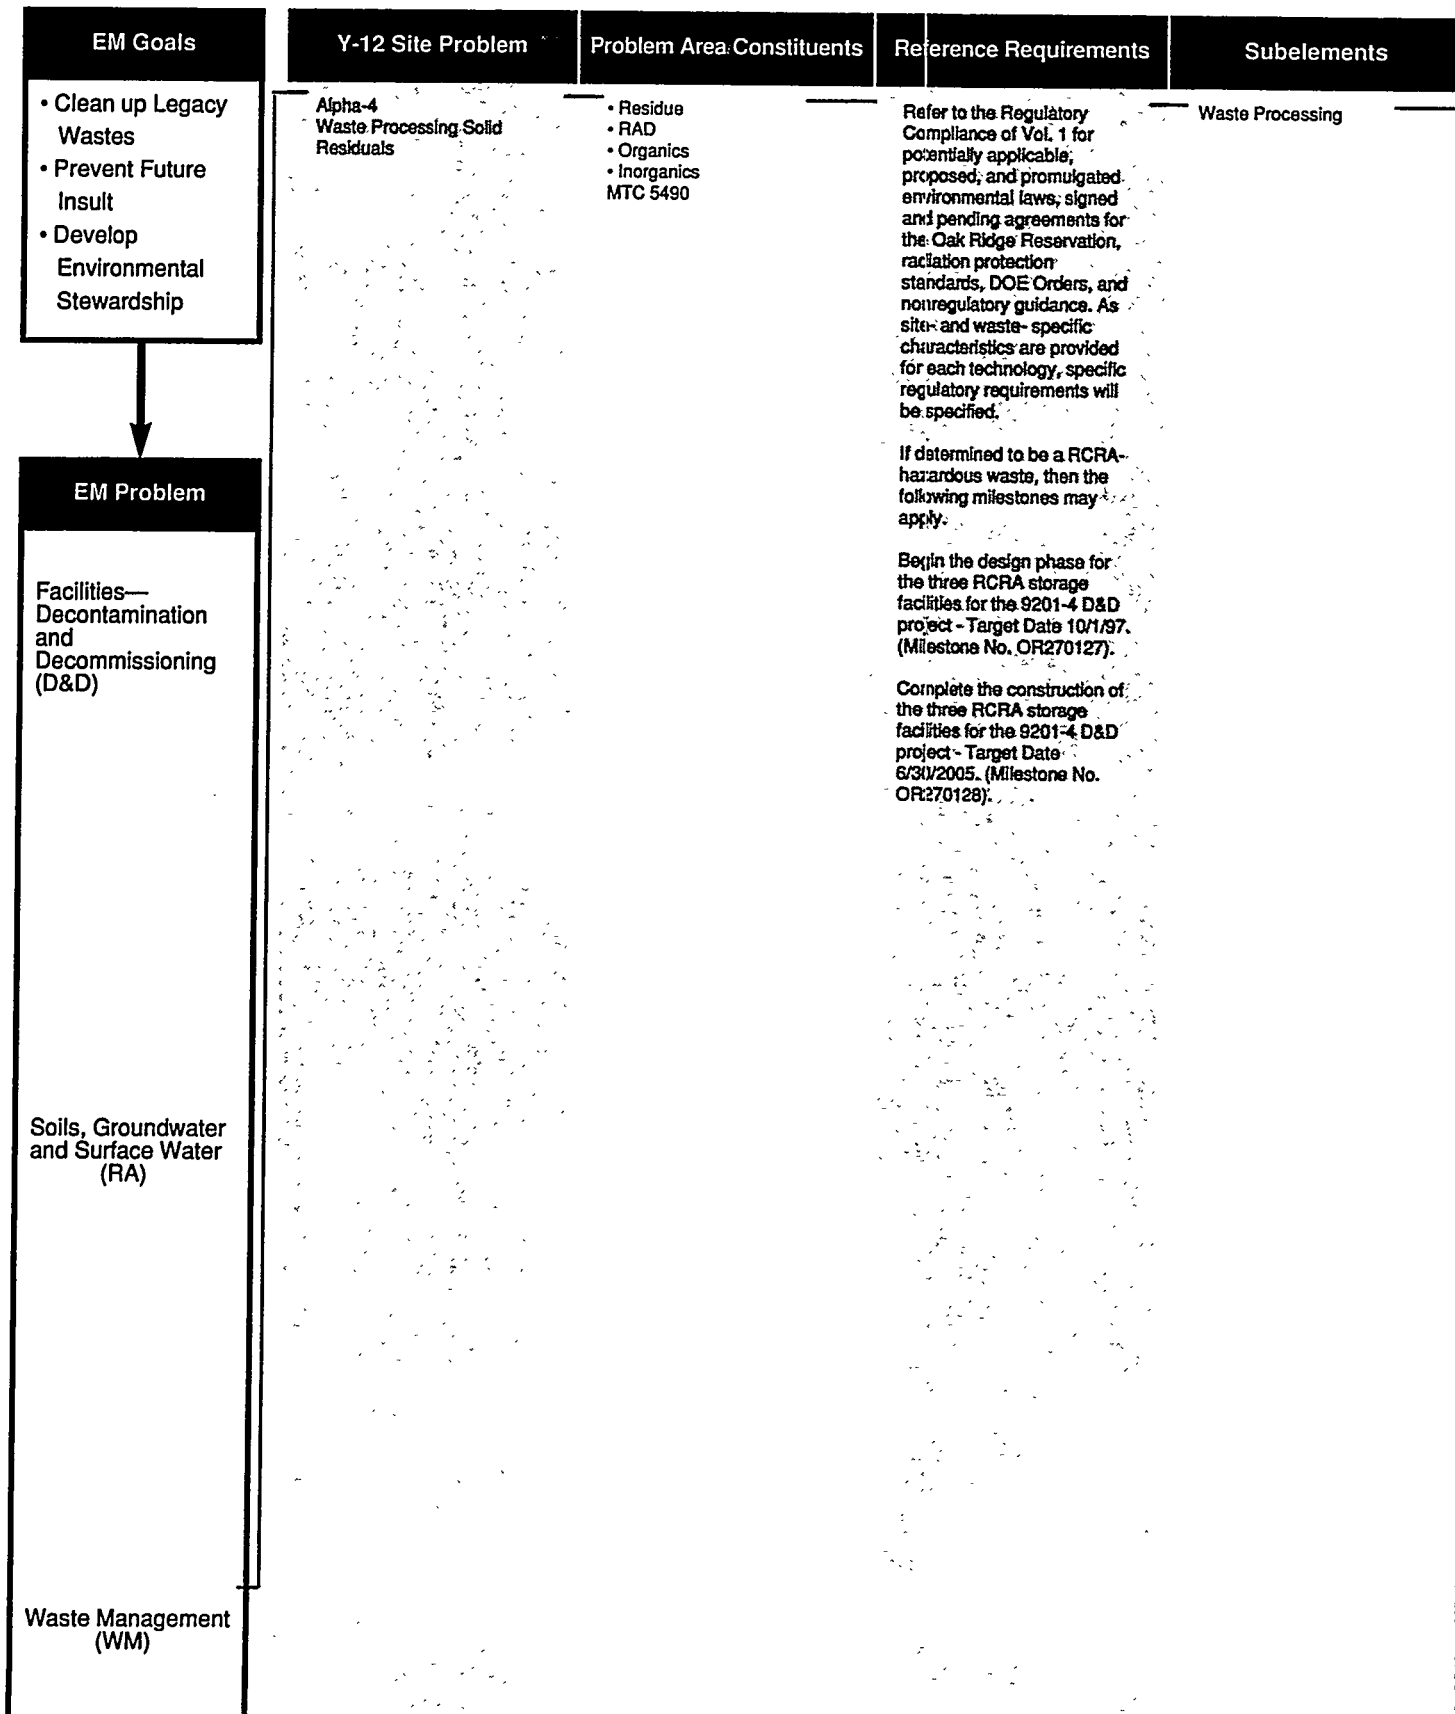 EM Goals
• Clean up Legacy
Wastes
• Prevent Future
Insult
• Develop
Environmental
Stewardship
EM Problem
Facilities—
Decontamination
and
Decommissioning
(D&D)
Soils, Groundwater
and Surface Water
(RA)
Waste Management
(WM)
Y-12 Site Problem
Alpha-4
Waste Processing Solid
Residuals
Problem Area Constituents
• Residue
• RAD
• Organics
• Inorganics
MTC 5490
Reference Requirements
Refer to the Regulatory
Compliance of Vol. 1 for
potentially applicable,
proposed, and promulgated
environmental laws, signed
and pending agreements for
the Oak Ridge Reservation,
radiation protection
standards, DOE Orders, and
nonregulatory guidance. As
site- and waste- specific
characteristics are provided
for each technology, specific
regulatory requirements will
be specified.
If determined to be a RCRA-
hazardous waste, then the
following milestones may
apply.
Begin the design phase for
the three RCRA storage
facilities for the 9201-4 D&D
project - Target Date 10/1/97.
(Milestone No. OR270127).
Complete the construction of
the three RCRA storage
facilities for the 9201-4 D&D
project - Target Date
6/30/2005. (Milestone No.
OR270128).
Subelements
Waste Processing